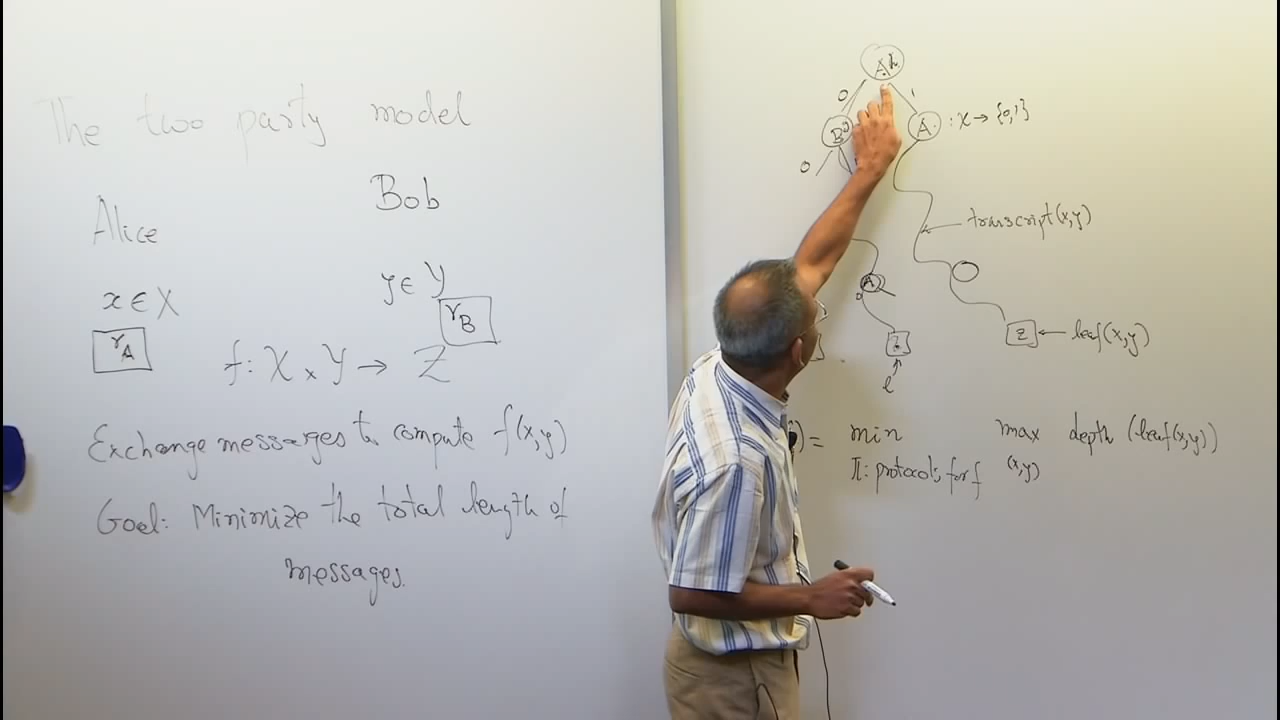 The two party model
Alice
Bob
x ∈ X
y ∈ Y
r_A
r_B
f: X × Y → Z
Exchange messages to compute f(x,y)
Goal: Minimize the total length of
messages.
A
0
1
B
A : X → {0,1}
0
transcript(x,y)
A
0
z
z ← leaf(x,y)
l
) = min max depth (leaf(x,y))
π: protocols for f (x,y)